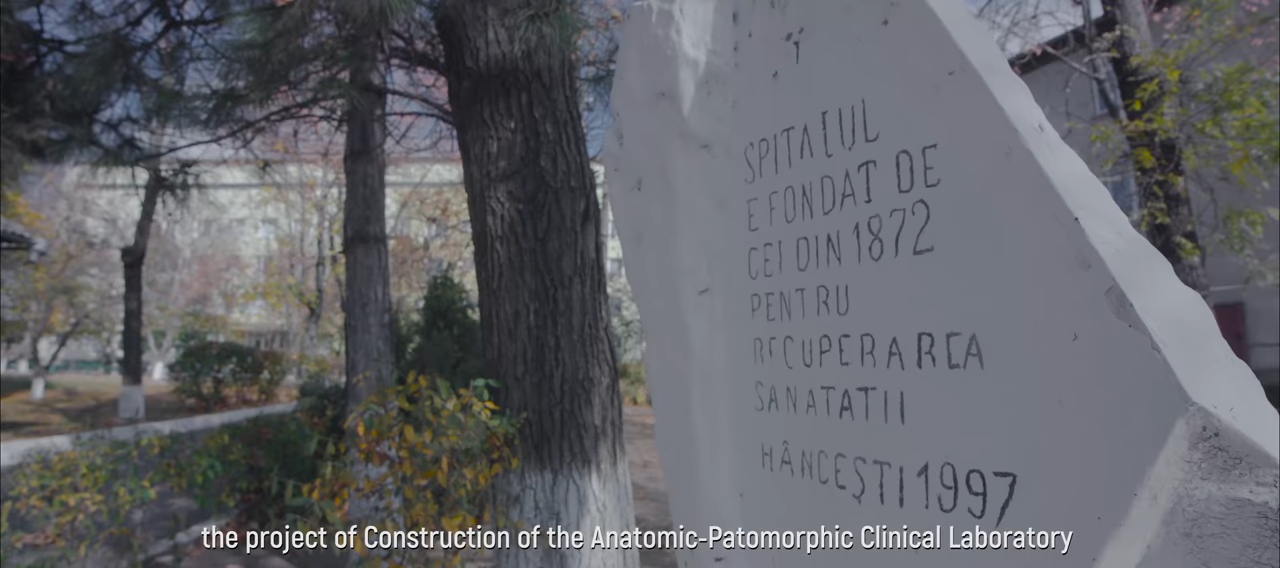 SPITALUL
E FONDAT DE
CEI DIN 1872
PENTRU
RECUPERAREA
SANATATII
HÂNCEȘTI 1997
the project of Construction of the Anatomic-Patomorphic Clinical Laboratory